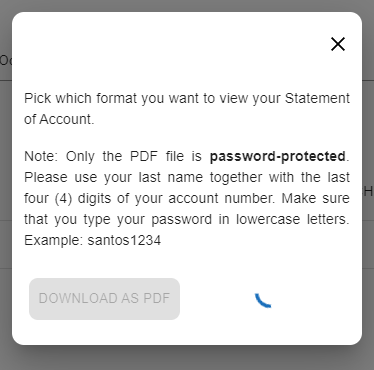 Oc
Pick which format you want to view your Statement
of Account.
Note: Only the PDF file is password-protected.
Please use your last name together with the last
four (4) digits of your account number. Make sure
H
that you type your password in lowercase letters.
Example: santos1234
DOWNLOAD AS PDF